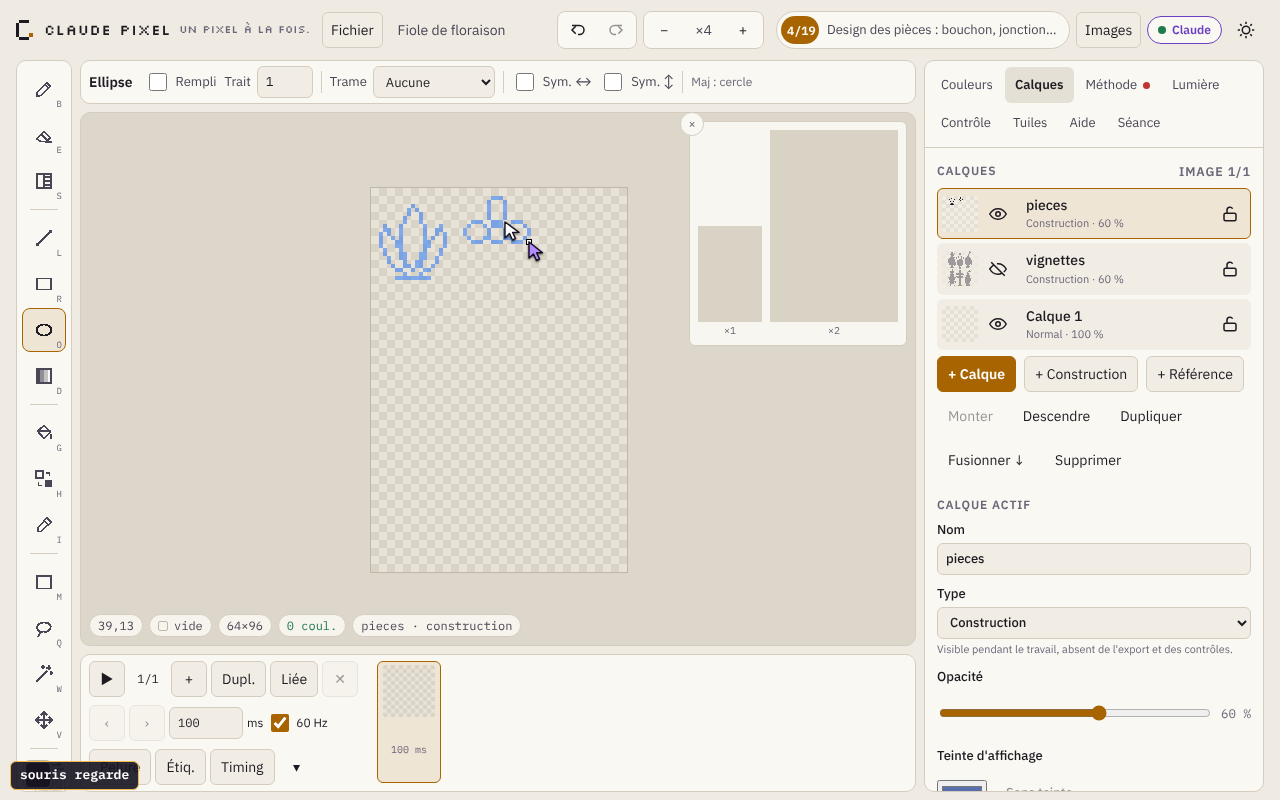 CLAUDE PIXEL UN PIXEL À LA FOIS. Fichier Fiole de floraison − ×4 + 4/19 Design des pièces : bouchon, jonction… Images Claude
Ellipse Rempli Trait 1 Trame Aucune Sym. ↔ Sym. ↕ Maj : cercle
B
E
S
L
R
O
D
G
H
I
M
Q
W
V
×
×1 ×2
39,13 vide 64×96 0 coul. pieces · construction
1/1 + Dupl. Liée ×
‹ › 100 ms 60 Hz
Étiq. Timing ▼
100 ms
souris regarde
Couleurs Calques Méthode Lumière
Contrôle Tuiles Aide Séance
CALQUES IMAGE 1/1
pieces
Construction · 60 %
vignettes
Construction · 60 %
Calque 1
Normal · 100 %
+ Calque + Construction + Référence
Monter Descendre Dupliquer
Fusionner ↓ Supprimer
CALQUE ACTIF
Nom
pieces
Type
Construction
Visible pendant le travail, absent de l'export et des contrôles.
Opacité
60 %
Teinte d'affichage